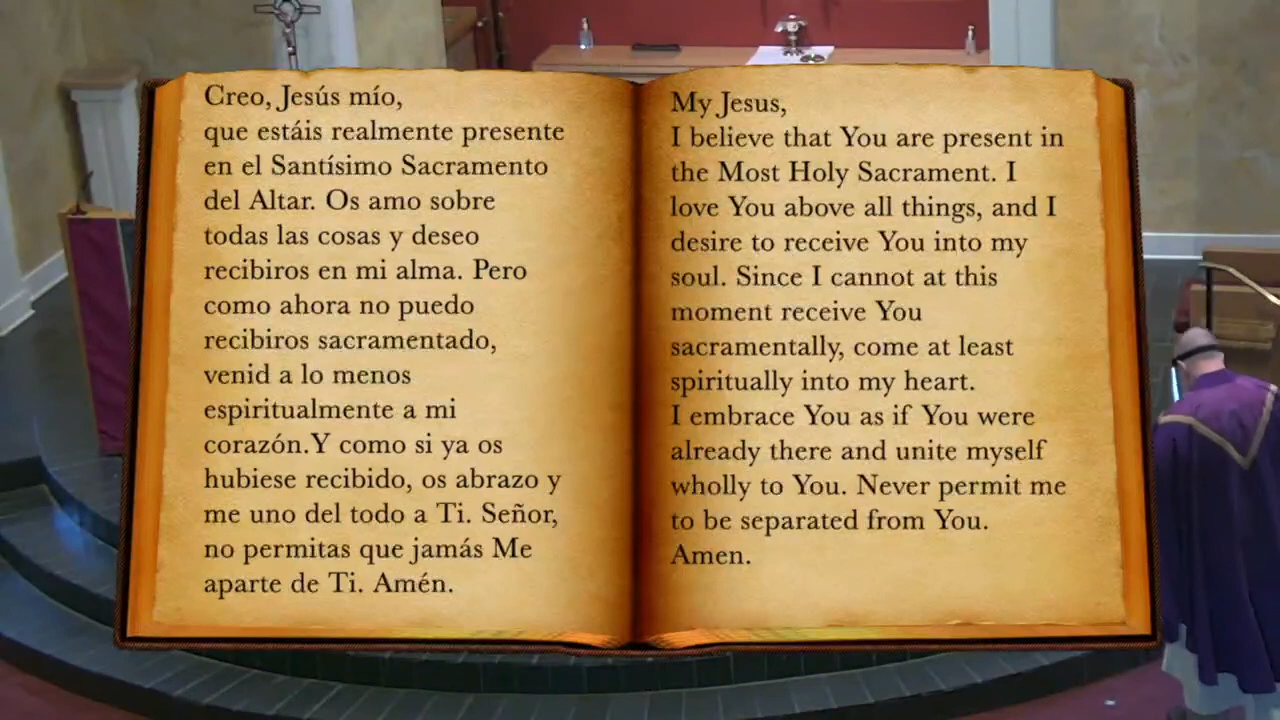 Creo, Jesús mío,
que estáis realmente presente
en el Santísimo Sacramento
del Altar. Os amo sobre
todas las cosas y deseo
recibiros en mi alma. Pero
como ahora no puedo
recibiros sacramentado,
venid a lo menos
espiritualmente a mi
corazón.Y como si ya os
hubiese recibido, os abrazo y
me uno del todo a Ti. Señor,
no permitas que jamás Me
aparte de Ti. Amén.
My Jesus,
I believe that You are present in
the Most Holy Sacrament. I
love You above all things, and I
desire to receive You into my
soul. Since I cannot at this
moment receive You
sacramentally, come at least
spiritually into my heart.
I embrace You as if You were
already there and unite myself
wholly to You. Never permit me
to be separated from You.
Amen.